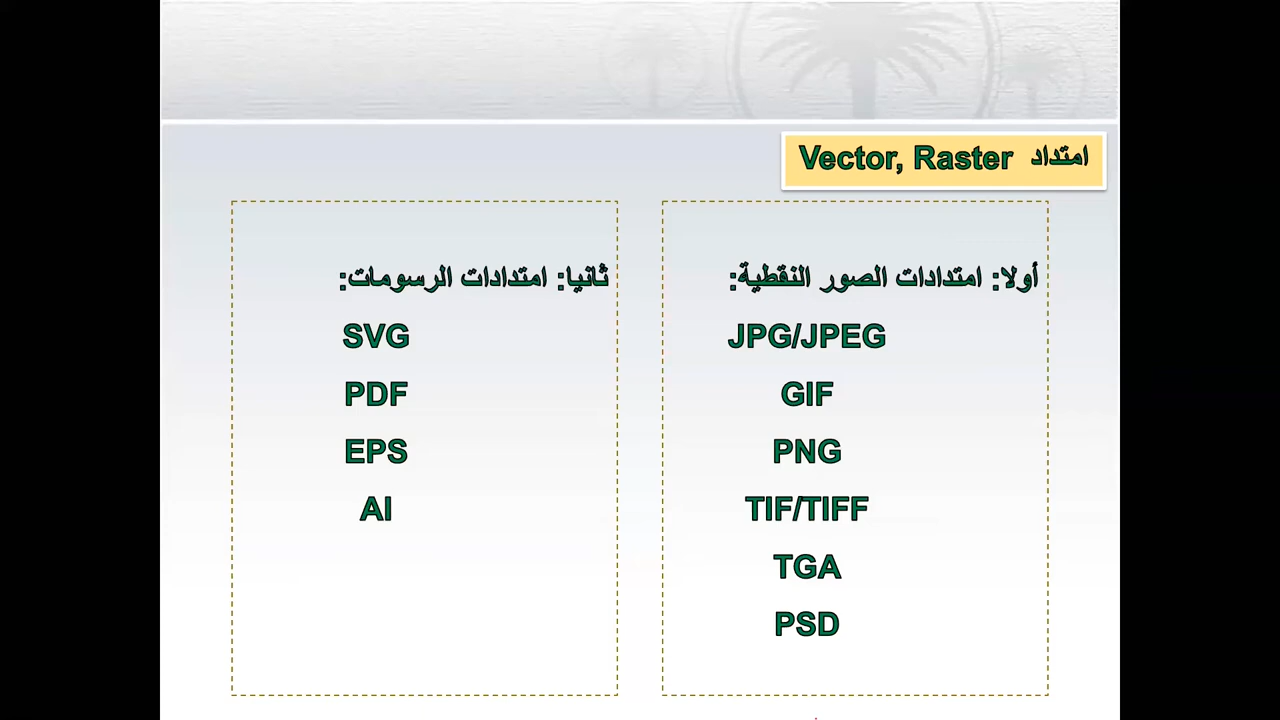 امتداد Vector, Raster
أولا: امتدادات الصور النقطية:
JPG/JPEG
GIF
PNG
TIF/TIFF
TGA
PSD
ثانيا: امتدادات الرسومات:
SVG
PDF
EPS
AI